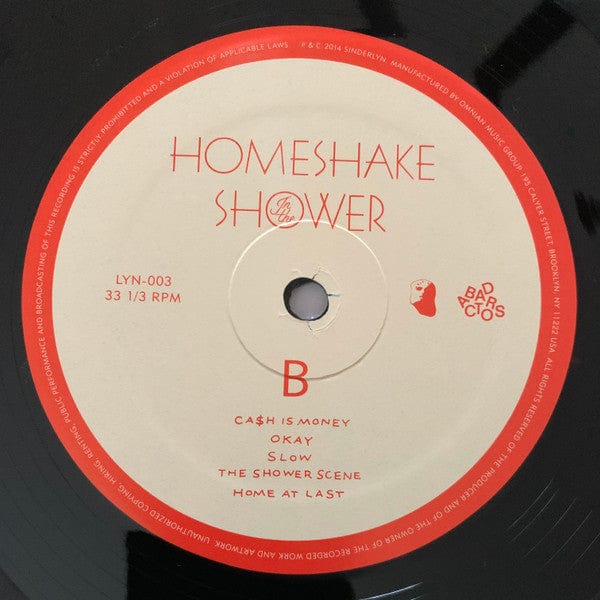 HOMESHAKE
In the
SHOWER
LYN-003
33 1/3 RPM
BAD
ACTORS
B
CA$H IS MONEY
OKAY
SLOW
THE SHOWER SCENE
HOME AT LAST
℗ & © 2014 SINDERLYN. MANUFACTURED BY OMNIAN MUSIC GROUP 195 CALYER STREET, BROOKLYN, NY 11222 USA. ALL RIGHTS RESERVED OF THE PRODUCER AND OF THE OWNER OF THE RECORDED WORK AND ARTWORK. UNAUTHORIZED COPYING, HIRING, RENTING, PUBLIC PERFORMANCE AND BROADCASTING OF THIS RECORDING IS STRICTLY PROHIBITTED AND A VIOLATION OF APPLICABLE LAWS